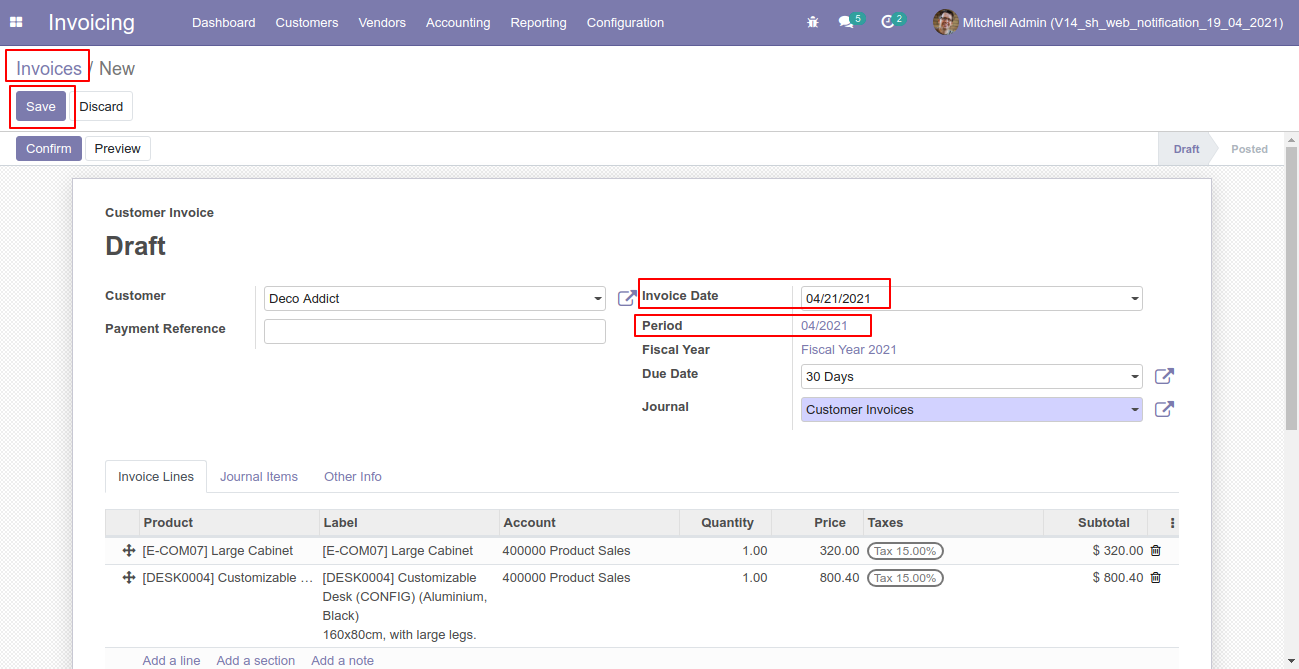 Invoicing Dashboard Customers Vendors Accounting Reporting Configuration 5 2 Mitchell Admin (V14_sh_web_notification_19_04_2021)
Invoices / New
Save Discard
Confirm Preview Draft Posted
Customer Invoice
Draft
Customer Deco Addict Invoice Date 04/21/2021
Payment Reference Period 04/2021
Fiscal Year Fiscal Year 2021
Due Date 30 Days
Journal Customer Invoices
Invoice Lines Journal Items Other Info
Product Label Account Quantity Price Taxes Subtotal
[E-COM07] Large Cabinet [E-COM07] Large Cabinet 400000 Product Sales 1.00 320.00 Tax 15.00% $ 320.00
[DESK0004] Customizable ... [DESK0004] Customizable 400000 Product Sales 1.00 800.40 Tax 15.00% $ 800.40
Desk (CONFIG) (Aluminium,
Black)
160x80cm, with large legs.
Add a line Add a section Add a note